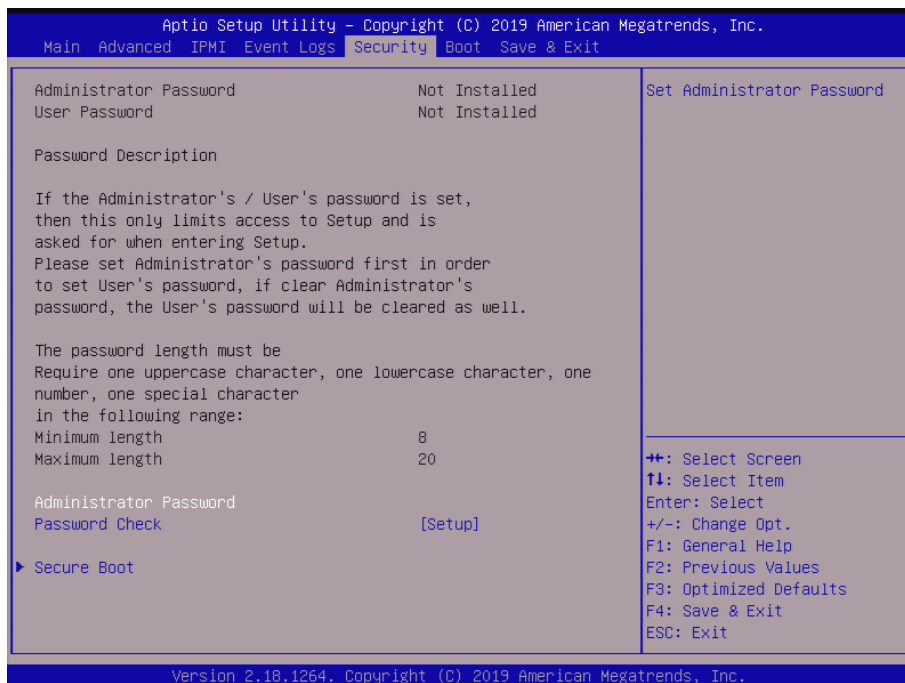 Aptio Setup Utility – Copyright (C) 2019 American Megatrends, Inc.
Main Advanced IPMI Event Logs Security Boot Save & Exit
Administrator Password Not Installed
User Password Not Installed
Password Description
If the Administrator's / User's password is set,
then this only limits access to Setup and is
asked for when entering Setup.
Please set Administrator's password first in order
to set User's password, if clear Administrator's
password, the User's password will be cleared as well.
The password length must be
Require one uppercase character, one lowercase character, one
number, one special character
in the following range:
Minimum length 8
Maximum length 20
Administrator Password
Password Check [Setup]
Secure Boot
Set Administrator Password
→←: Select Screen
↑↓: Select Item
Enter: Select
+/-: Change Opt.
F1: General Help
F2: Previous Values
F3: Optimized Defaults
F4: Save & Exit
ESC: Exit
Version 2.18.1264. Copyright (C) 2019 American Megatrends, Inc.